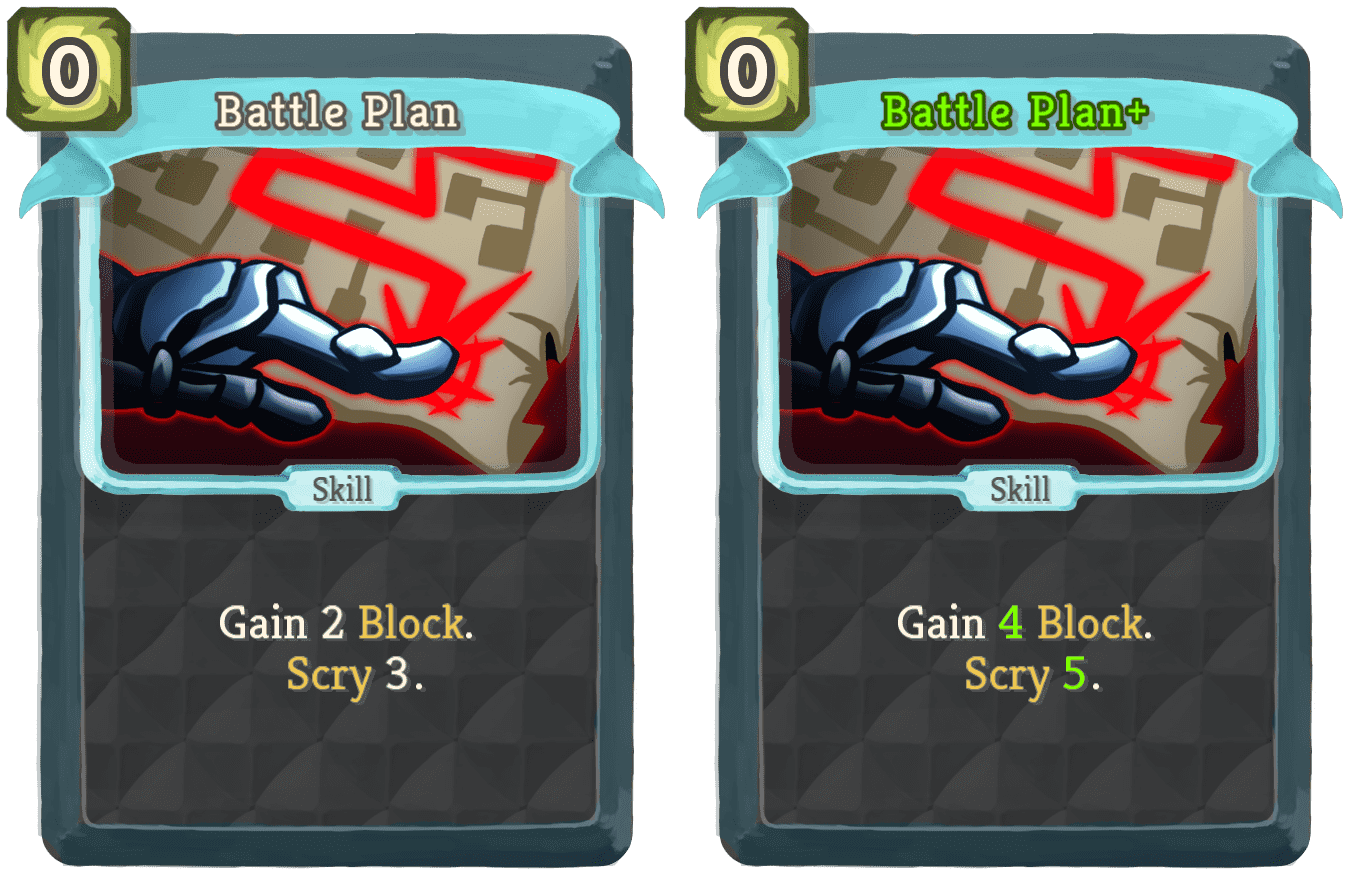 0
Battle Plan
Skill
Gain 2 Block.
Scry 3.
0
Battle Plan+
Skill
Gain 4 Block.
Scry 5.